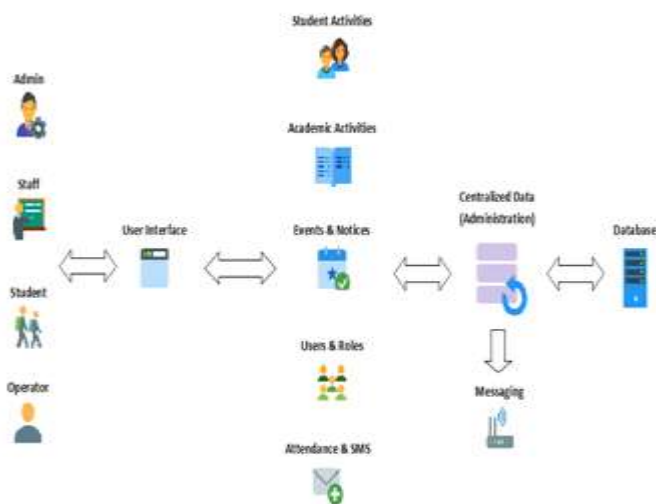 Student Activities
Admin
Academic Activities
Staff
Centralized Data
(Administration)
User Interface
Events & Notices
Database
Student
Users & Roles
Operator
Messaging
Attendance & SMS